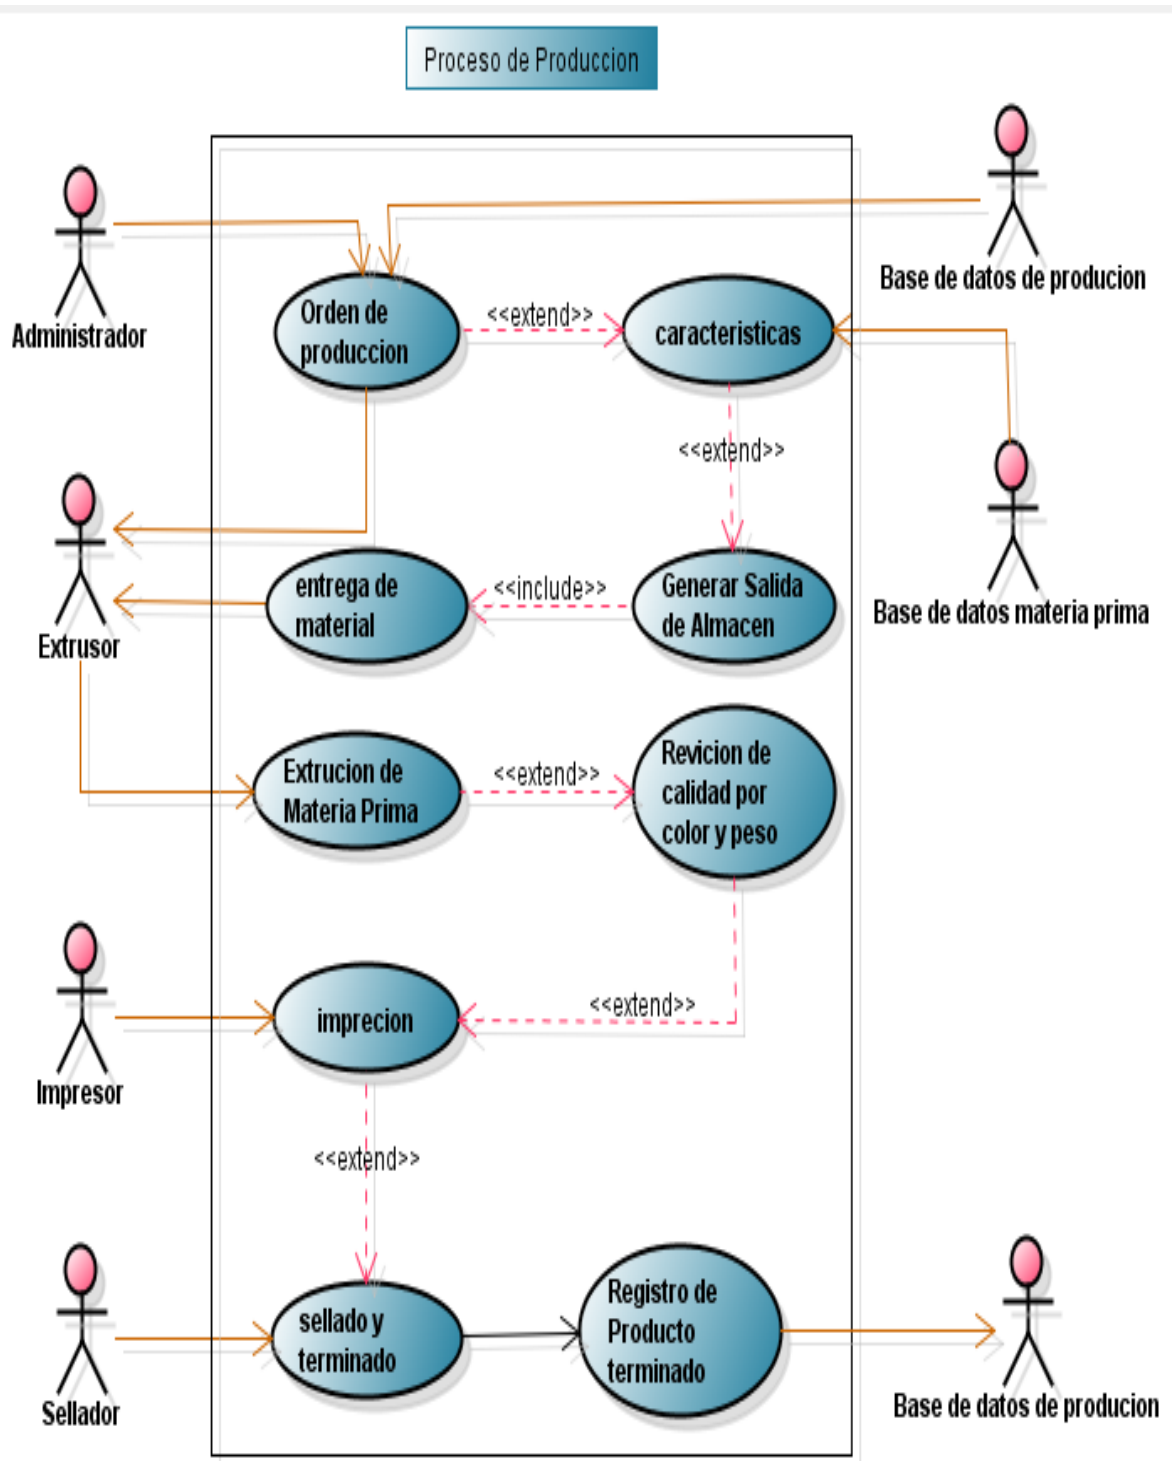 Proceso de Produccion
Administrador
Base de datos de producion
Orden de
produccion
<<extend>>
caracteristicas
<<extend>>
Base de datos materia prima
Extrusor
entrega de
material
<<include>>
Generar Salida
de Almacen
Extrucion de
Materia Prima
<<extend>>
Revicion de
calidad por
color y peso
Impresor
imprecion
<<extend>>
<<extend>>
Sellador
sellado y
terminado
Registro de
Producto
terminado
Base de datos de producion